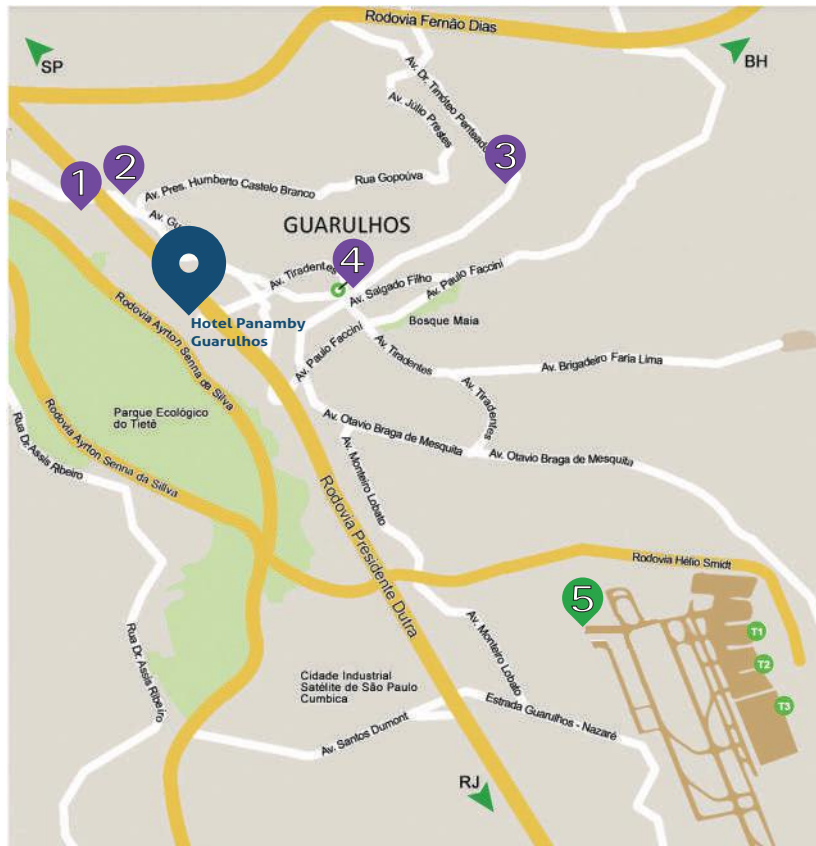 Rodovia Fernão Dias
SP
BH
Av. Dr. Timóteo Penteado
Av. Júlio Prestes
1
2
3
Av. Pres. Humberto Castelo Branco
Rua Gopoúva
Av. Gu
GUARULHOS
4
Av. Tiradentes
Av. Salgado Filho
Av. Paulo Faccini
Hotel Panamby
Guarulhos
Bosque Maia
Rodovia Ayrton Senna da Silva
Av. Paulo Faccini
Av. Tiradentes
Av. Brigadeiro Faria Lima
Av. Tiradentes
Parque Ecológico
do Tietê
Rua Dr. Assis Ribeiro
Rodovia Ayrton Senna da Sillva
Av. Otavio Braga de Mesquita
Av. Otavio Braga de Mesquita
Av. Monteiro Lobato
Rodovia Presidente Dutra
Rodovia Hélio Smidt
5
T1
T2
T3
Rua Dr. Assis Ribeiro
Av. Monteiro Lobato
Cidade Industrial
Satélite de São Paulo
Cumbica
Estrada Guarulhos - Nazaré
Av. Santos Dumont
RJ